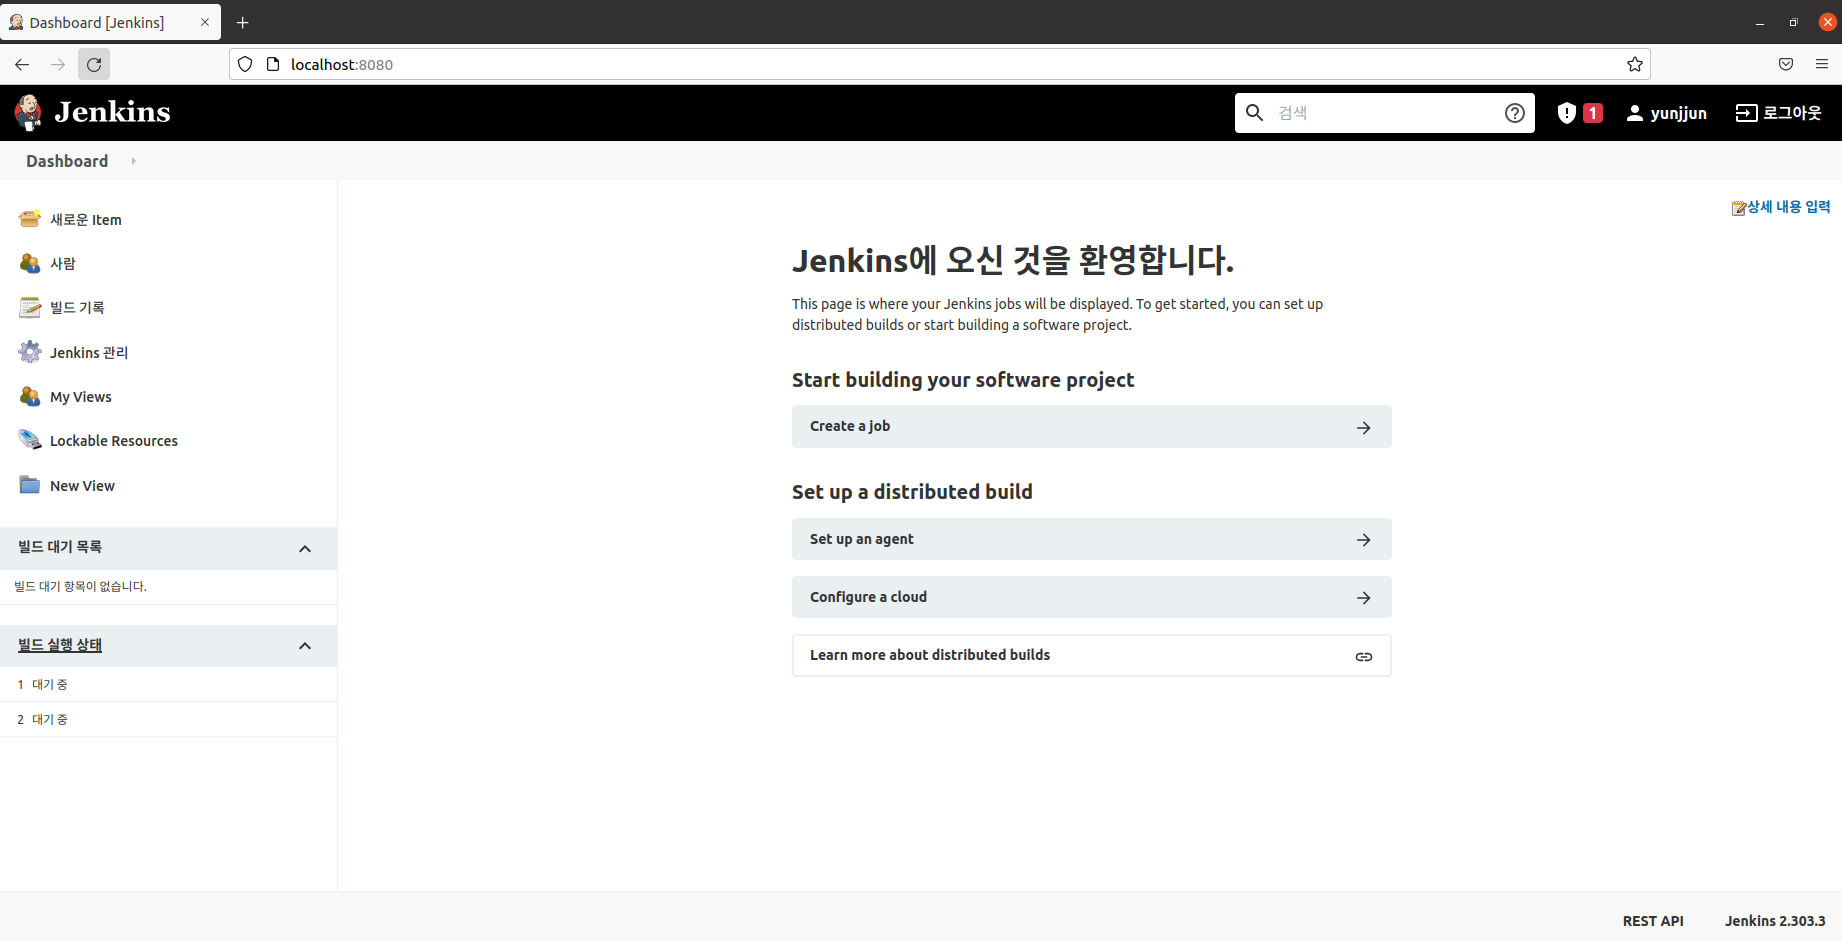 Dashboard [Jenkins]
localhost:8080
Jenkins
검색
1
yunjjun
로그아웃
Dashboard
새로운 Item
사람
빌드 기록
Jenkins 관리
My Views
Lockable Resources
New View
빌드 대기 목록
빌드 대기 항목이 없습니다.
빌드 실행 상태
1 대기 중
2 대기 중
상세 내용 입력
Jenkins에 오신 것을 환영합니다.
This page is where your Jenkins jobs will be displayed. To get started, you can set up
distributed builds or start building a software project.
Start building your software project
Create a job
Set up a distributed build
Set up an agent
Configure a cloud
Learn more about distributed builds
REST API
Jenkins 2.303.3